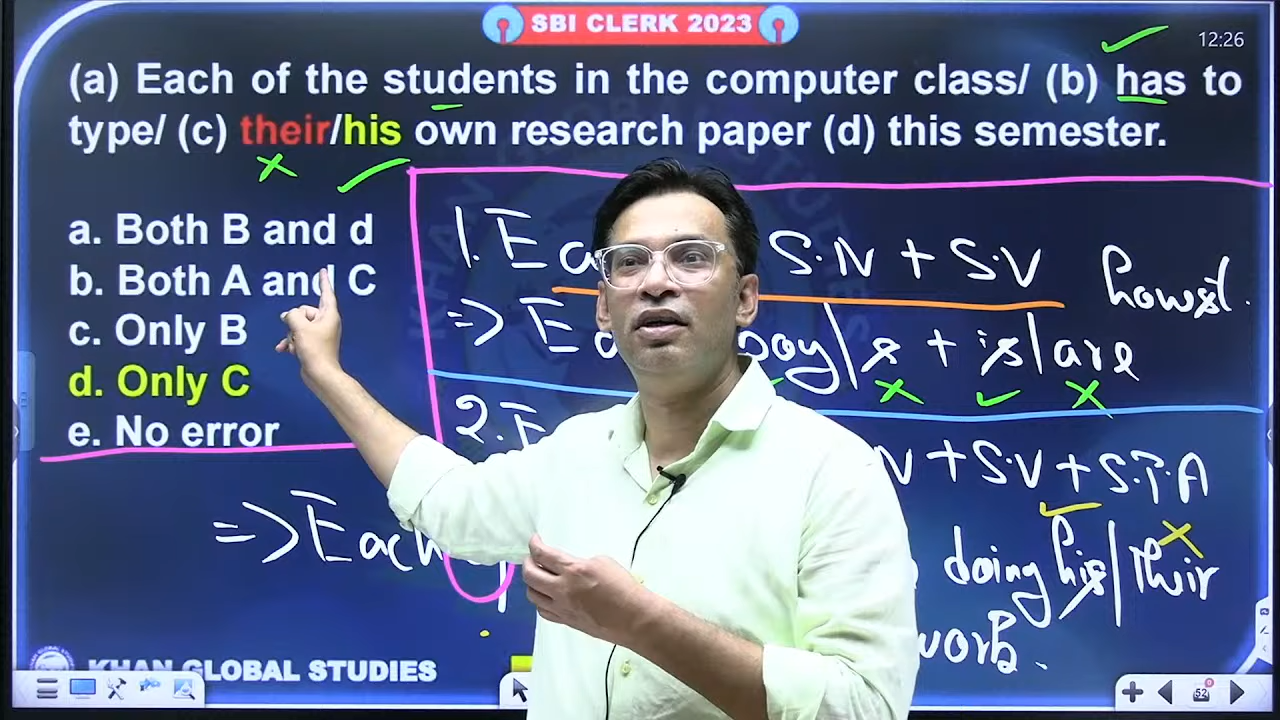 SBI CLERK 2023
12:26
(a) Each of the students in the computer class/ (b) has to
type/ (c) their/his own research paper (d) this semester.
a. Both B and d
b. Both A and C
c. Only B
d. Only C
e. No error
1. Ea S.N + S.V
=> Ea boy/s + is/are
2. E
N + S.V + S.P.A
=> Each
doing his/their
work.
KHAN GLOBAL STUDIES
52